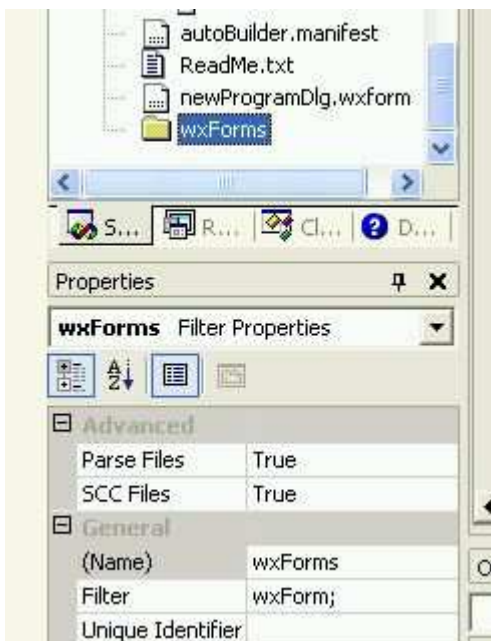 autoBuilder.manifest
ReadMe.txt
newProgramDlg.wxform
wxForms
S... R... Cl... D...
Properties
wxForms Filter Properties
Advanced
Parse Files True
SCC Files True
General
(Name) wxForms
Filter wxForm;
Unique Identifier
O